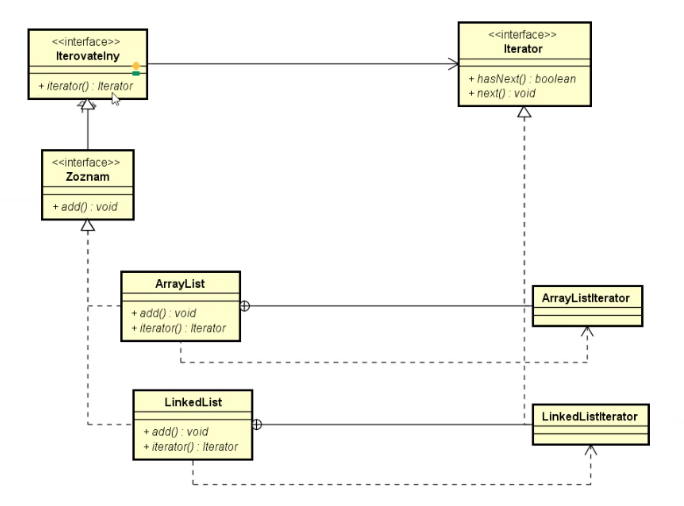 <<interface>>
Iterovatelny
+ iterator() : Iterator
<<interface>>
Iterator
+ hasNext() : boolean
+ next() : void
<<interface>>
Zoznam
+ add() : void
ArrayList
+ add() : void
+ iterator() : Iterator
ArrayListIterator
LinkedList
+ add() : void
+ iterator() : Iterator
LinkedListIterator